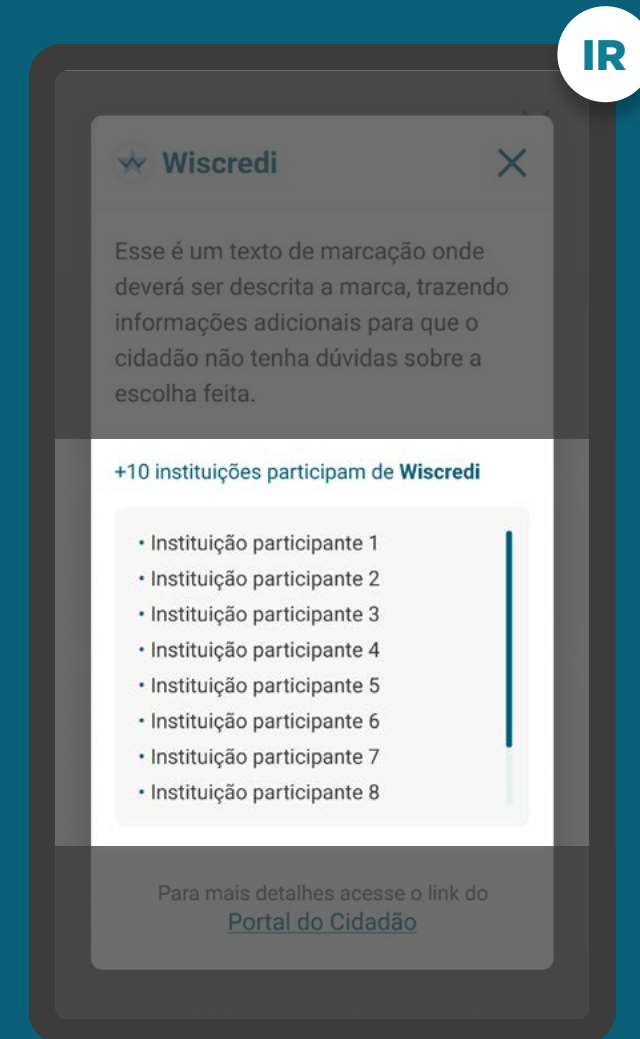 IR
Wiscredi
Esse é um texto de marcação onde
deverá ser descrita a marca, trazendo
informações adicionais para que o
cidadão não tenha dúvidas sobre a
escolha feita.
+10 instituições participam de Wiscredi
• Instituição participante 1
• Instituição participante 2
• Instituição participante 3
• Instituição participante 4
• Instituição participante 5
• Instituição participante 6
• Instituição participante 7
• Instituição participante 8
Para mais detalhes acesse o link do
Portal do Cidadão